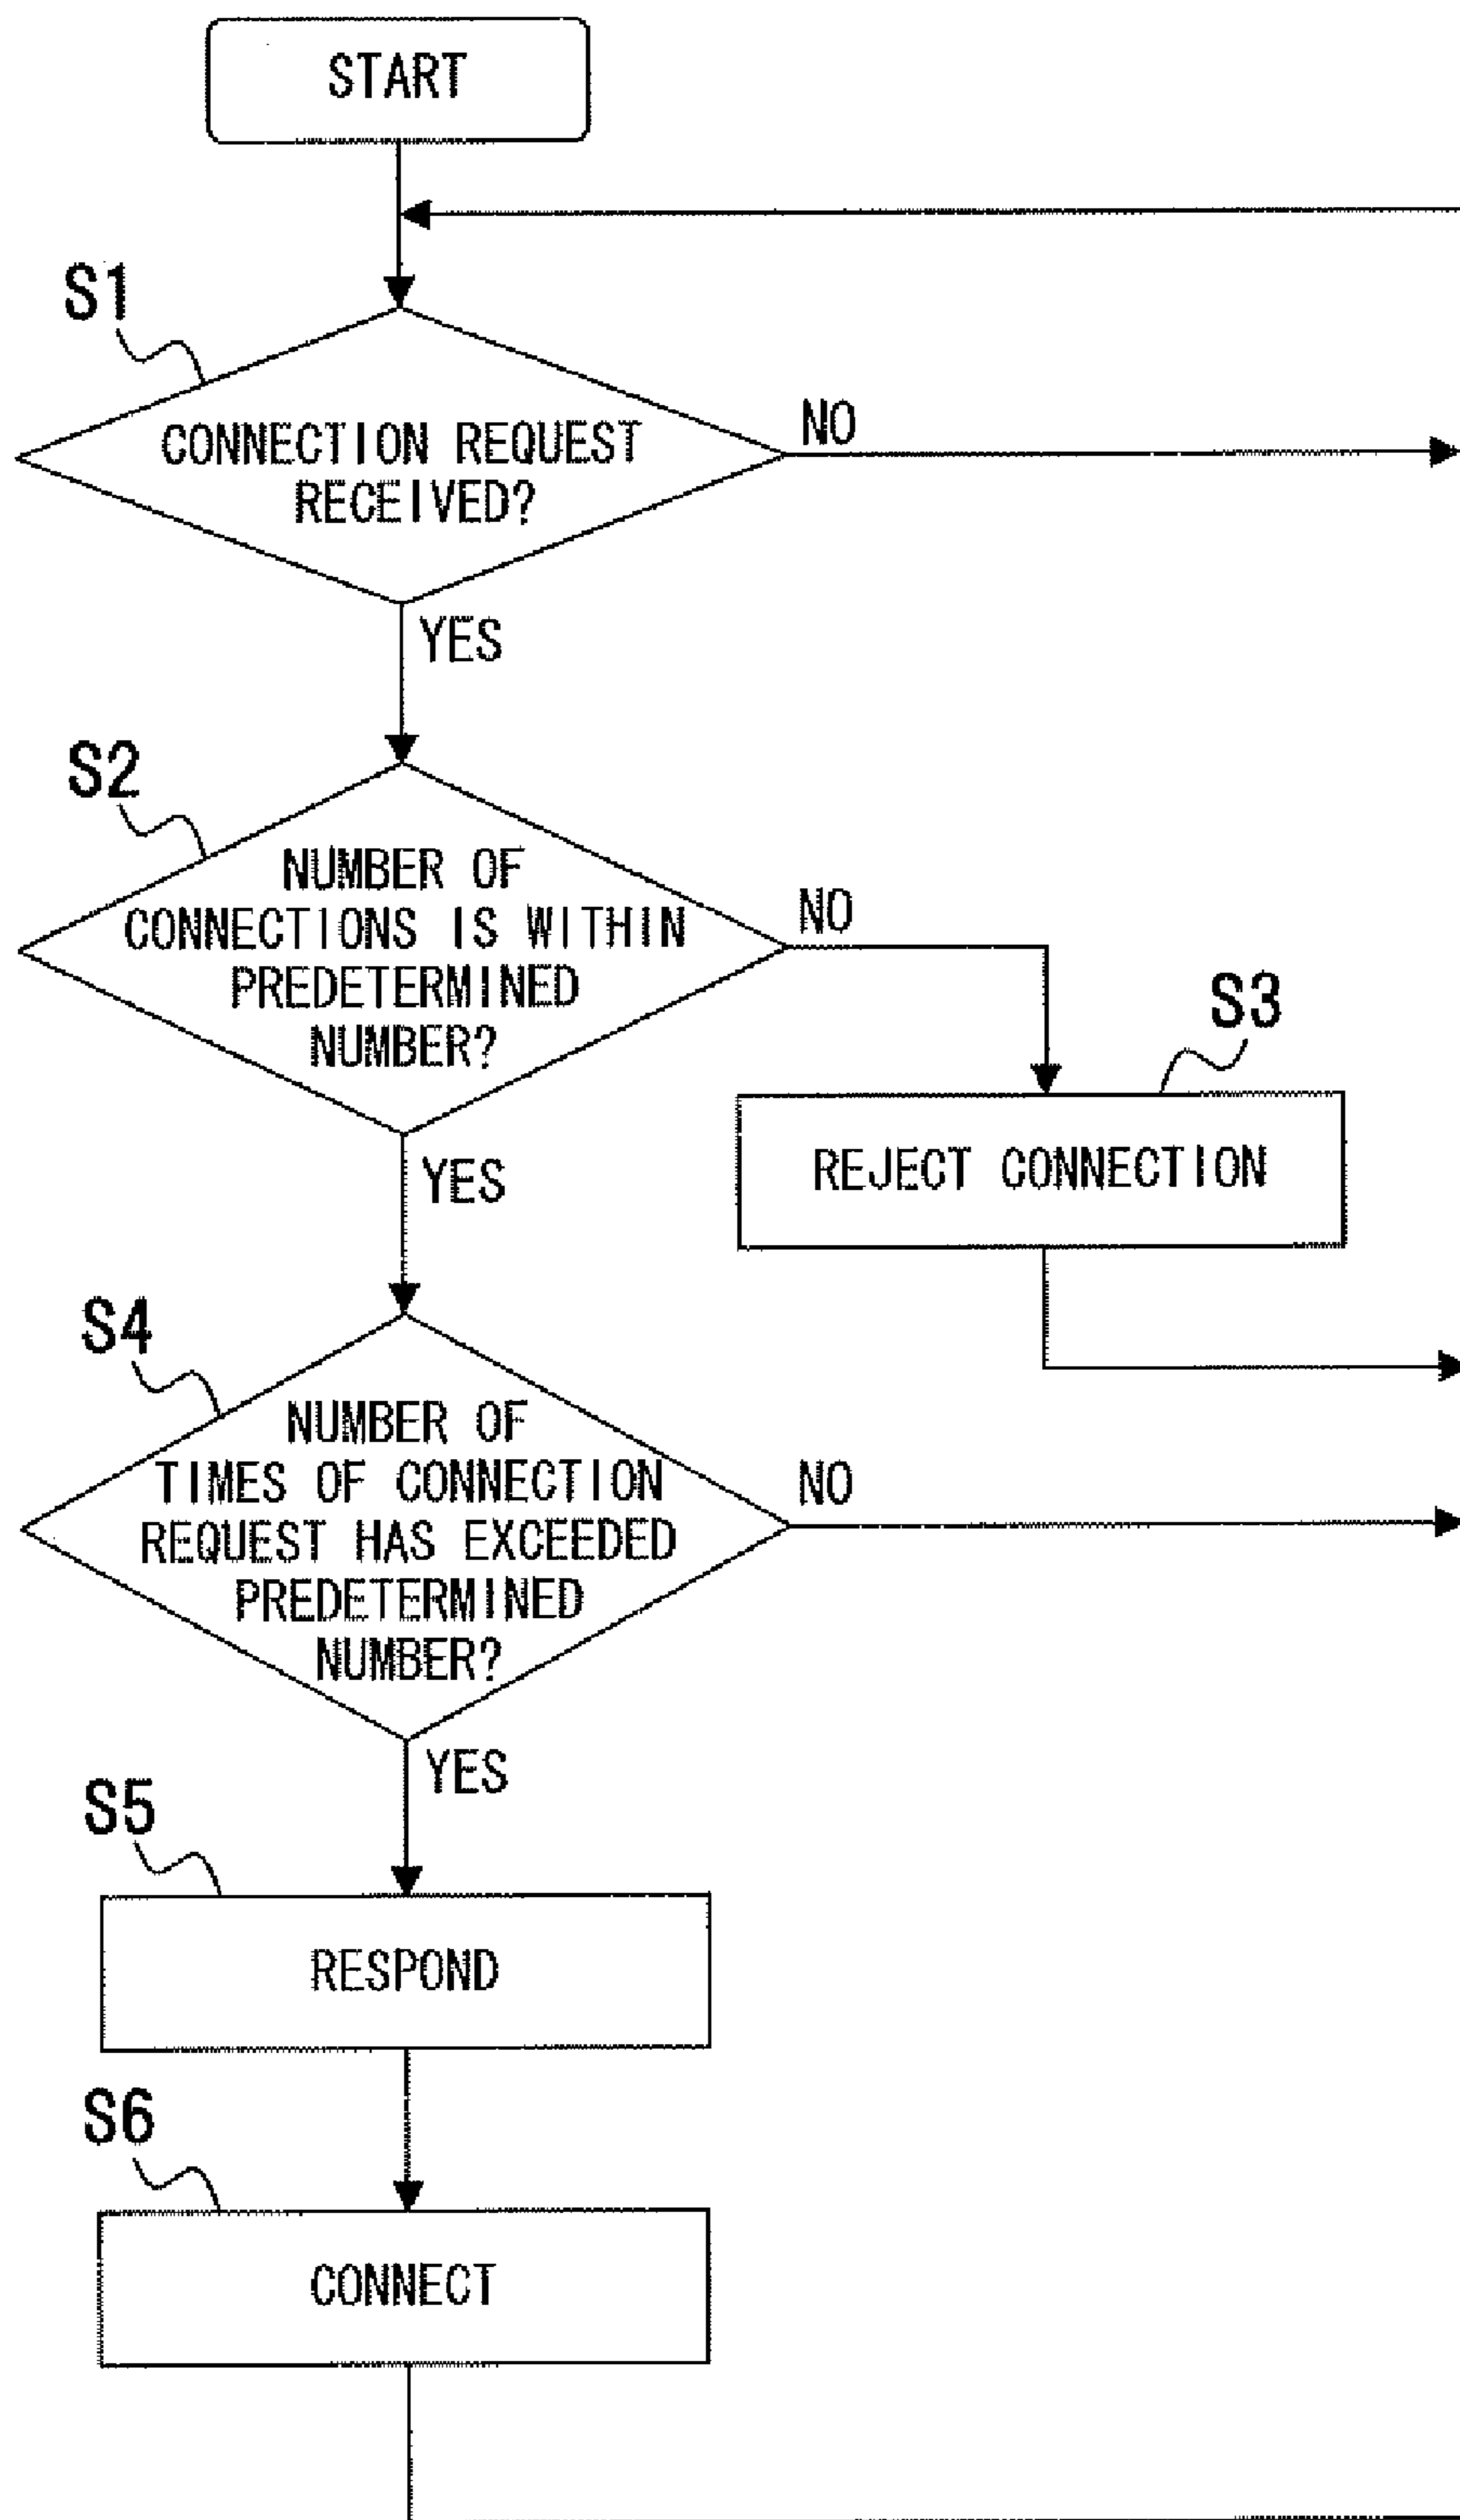 START
S1
CONNECTION REQUEST
RECEIVED?
NO
YES
S2
NUMBER OF
CONNECTIONS IS WITHIN
PREDETERMINED
NUMBER?
NO
S3
REJECT CONNECTION
YES
S4
NUMBER OF
TIMES OF CONNECTION
REQUEST HAS EXCEEDED
PREDETERMINED
NUMBER?
NO
YES
S5
RESPOND
S6
CONNECT